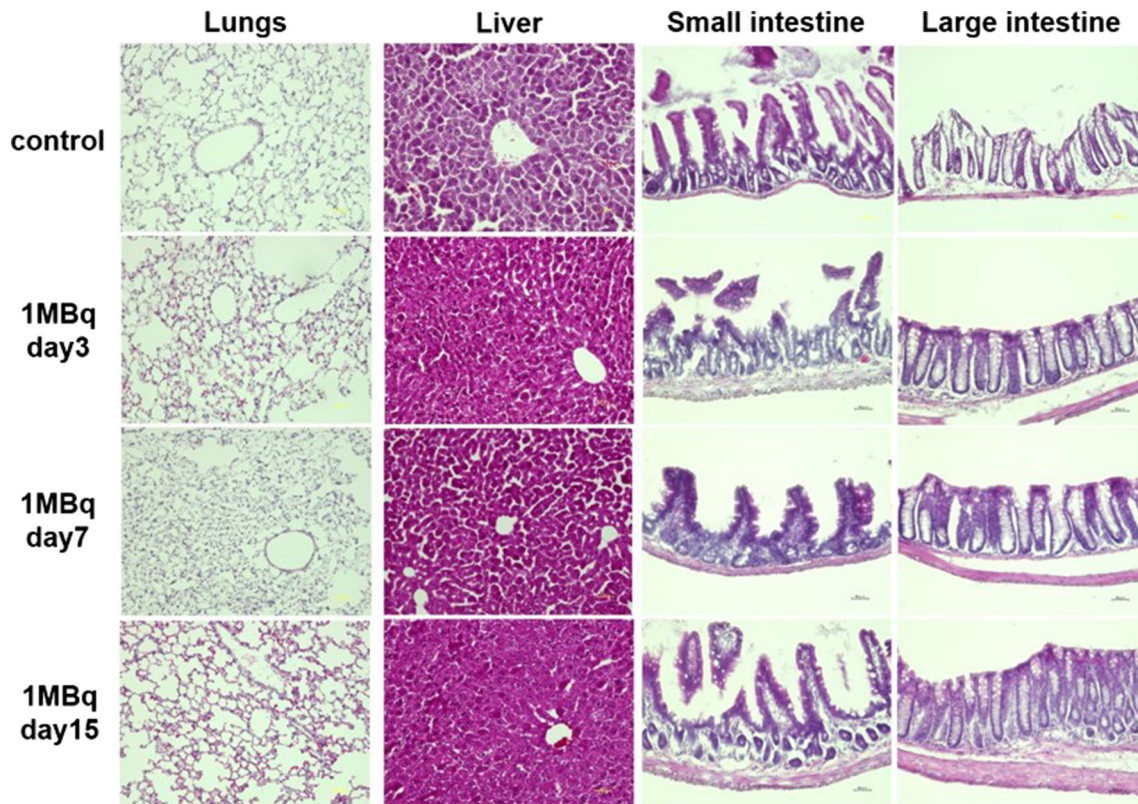 Lungs
Liver
Small intestine
Large intestine
control
1MBq
day3
1MBq
day7
1MBq
day15